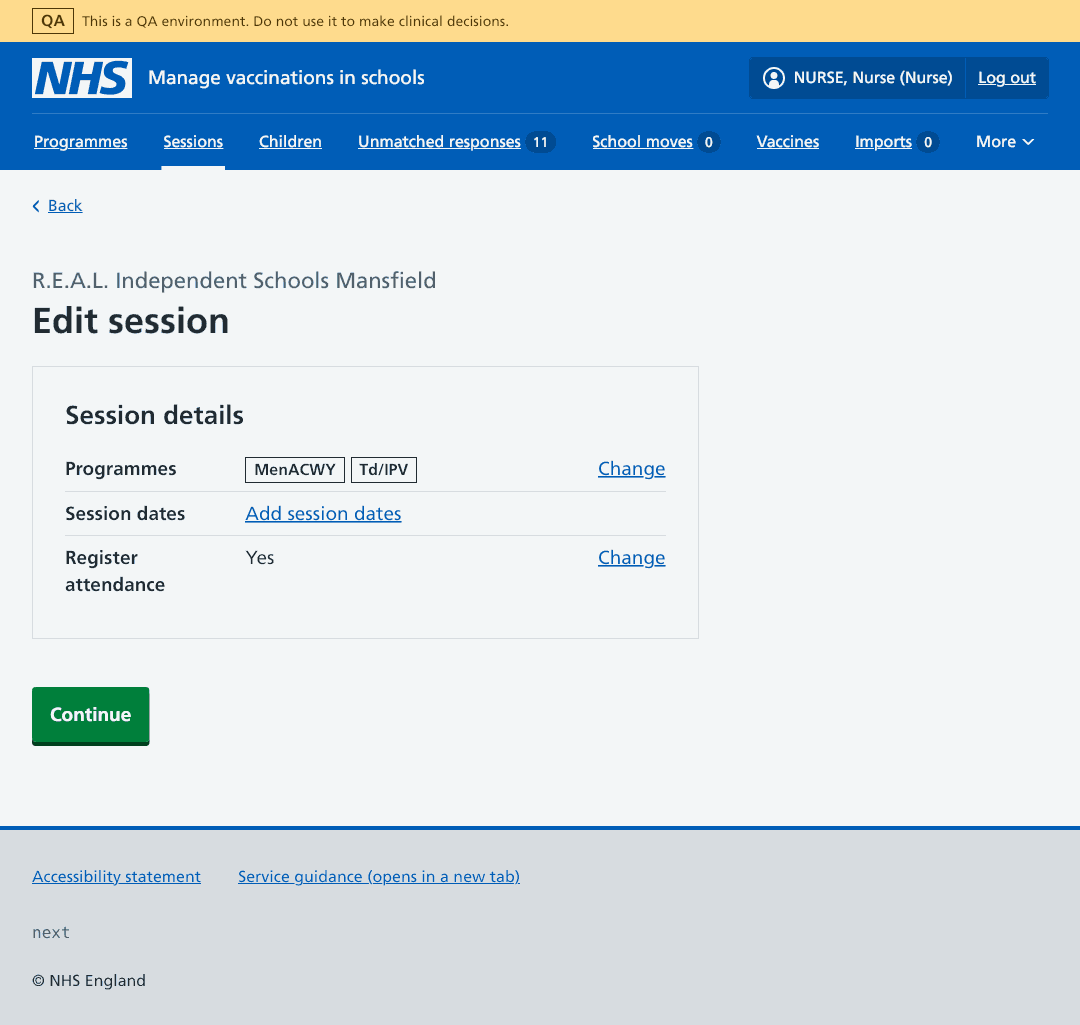 QA This is a QA environment. Do not use it to make clinical decisions.
NHS Manage vaccinations in schools NURSE, Nurse (Nurse) Log out
Programmes Sessions Children Unmatched responses 11 School moves 0 Vaccines Imports 0 More
Back
R.E.A.L. Independent Schools Mansfield
Edit session
Session details
Programmes MenACWY Td/IPV Change
Session dates Add session dates
Register attendance Yes Change
Continue
Accessibility statement Service guidance (opens in a new tab)
next
© NHS England